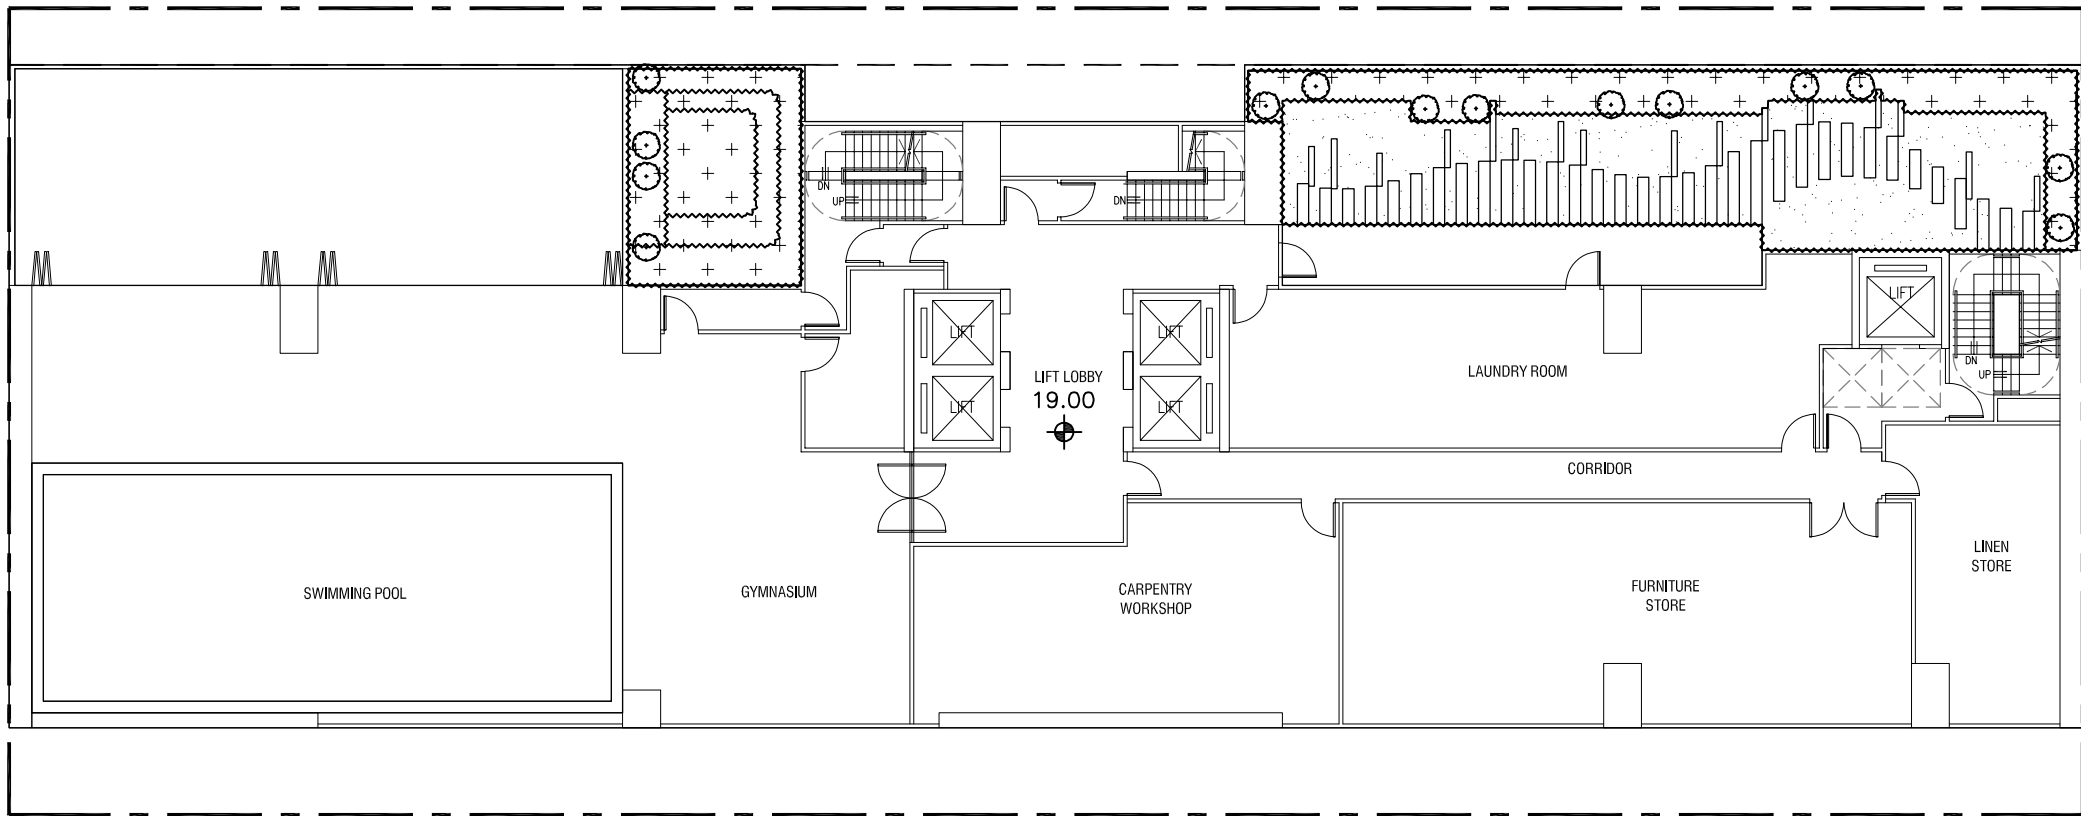 DN
UP
DN
LIFT
LIFT
LIFT
LIFT LOBBY
19.00
LIFT
LIFT
LAUNDRY ROOM
DN
UP
CORRIDOR
SWIMMING POOL
GYMNASIUM
CARPENTRY
WORKSHOP
FURNITURE
STORE
LINEN
STORE